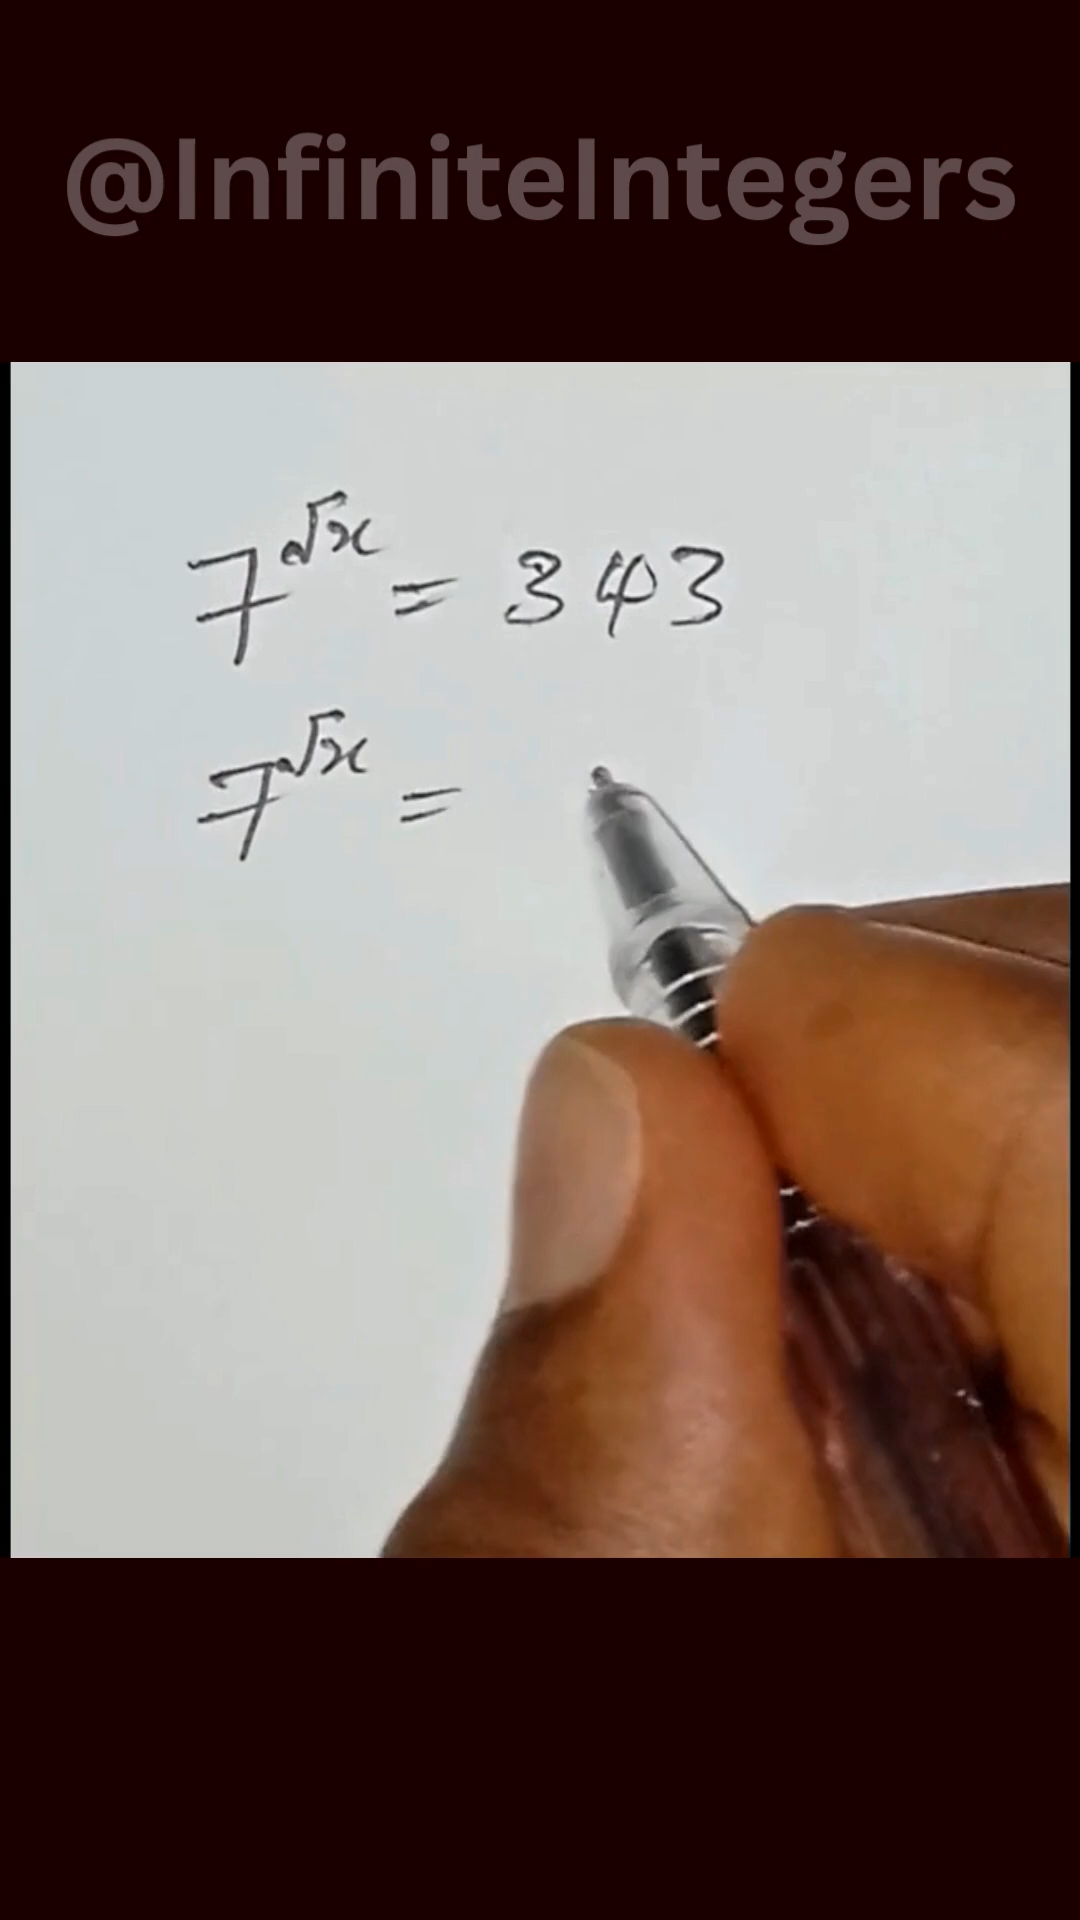 @InfiniteIntegers
7^√x = 343
7^√x =